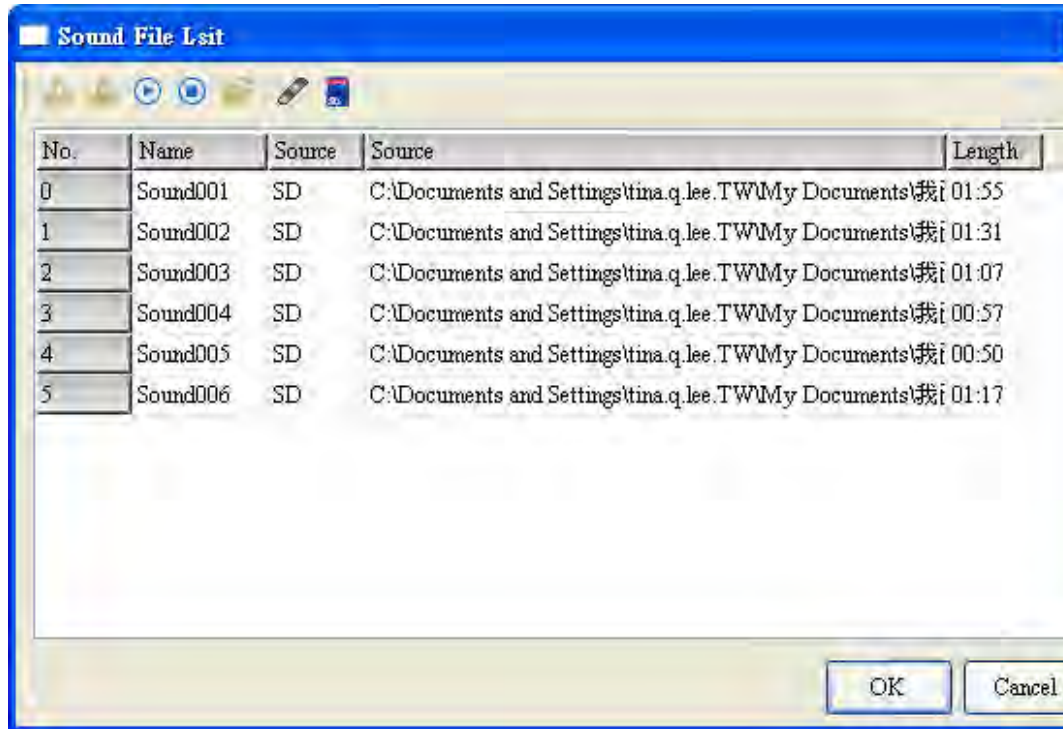 Sound File Lsit
No. Name Source Source Length
0 Sound001 SD C:\Documents and Settings\tina.q.lee.TW\My Documents\我 01:55
1 Sound002 SD C:\Documents and Settings\tina.q.lee.TW\My Documents\我 01:31
2 Sound003 SD C:\Documents and Settings\tina.q.lee.TW\My Documents\我 01:07
3 Sound004 SD C:\Documents and Settings\tina.q.lee.TW\My Documents\我 00:57
4 Sound005 SD C:\Documents and Settings\tina.q.lee.TW\My Documents\我 00:50
5 Sound006 SD C:\Documents and Settings\tina.q.lee.TW\My Documents\我 01:17
OK Cancel